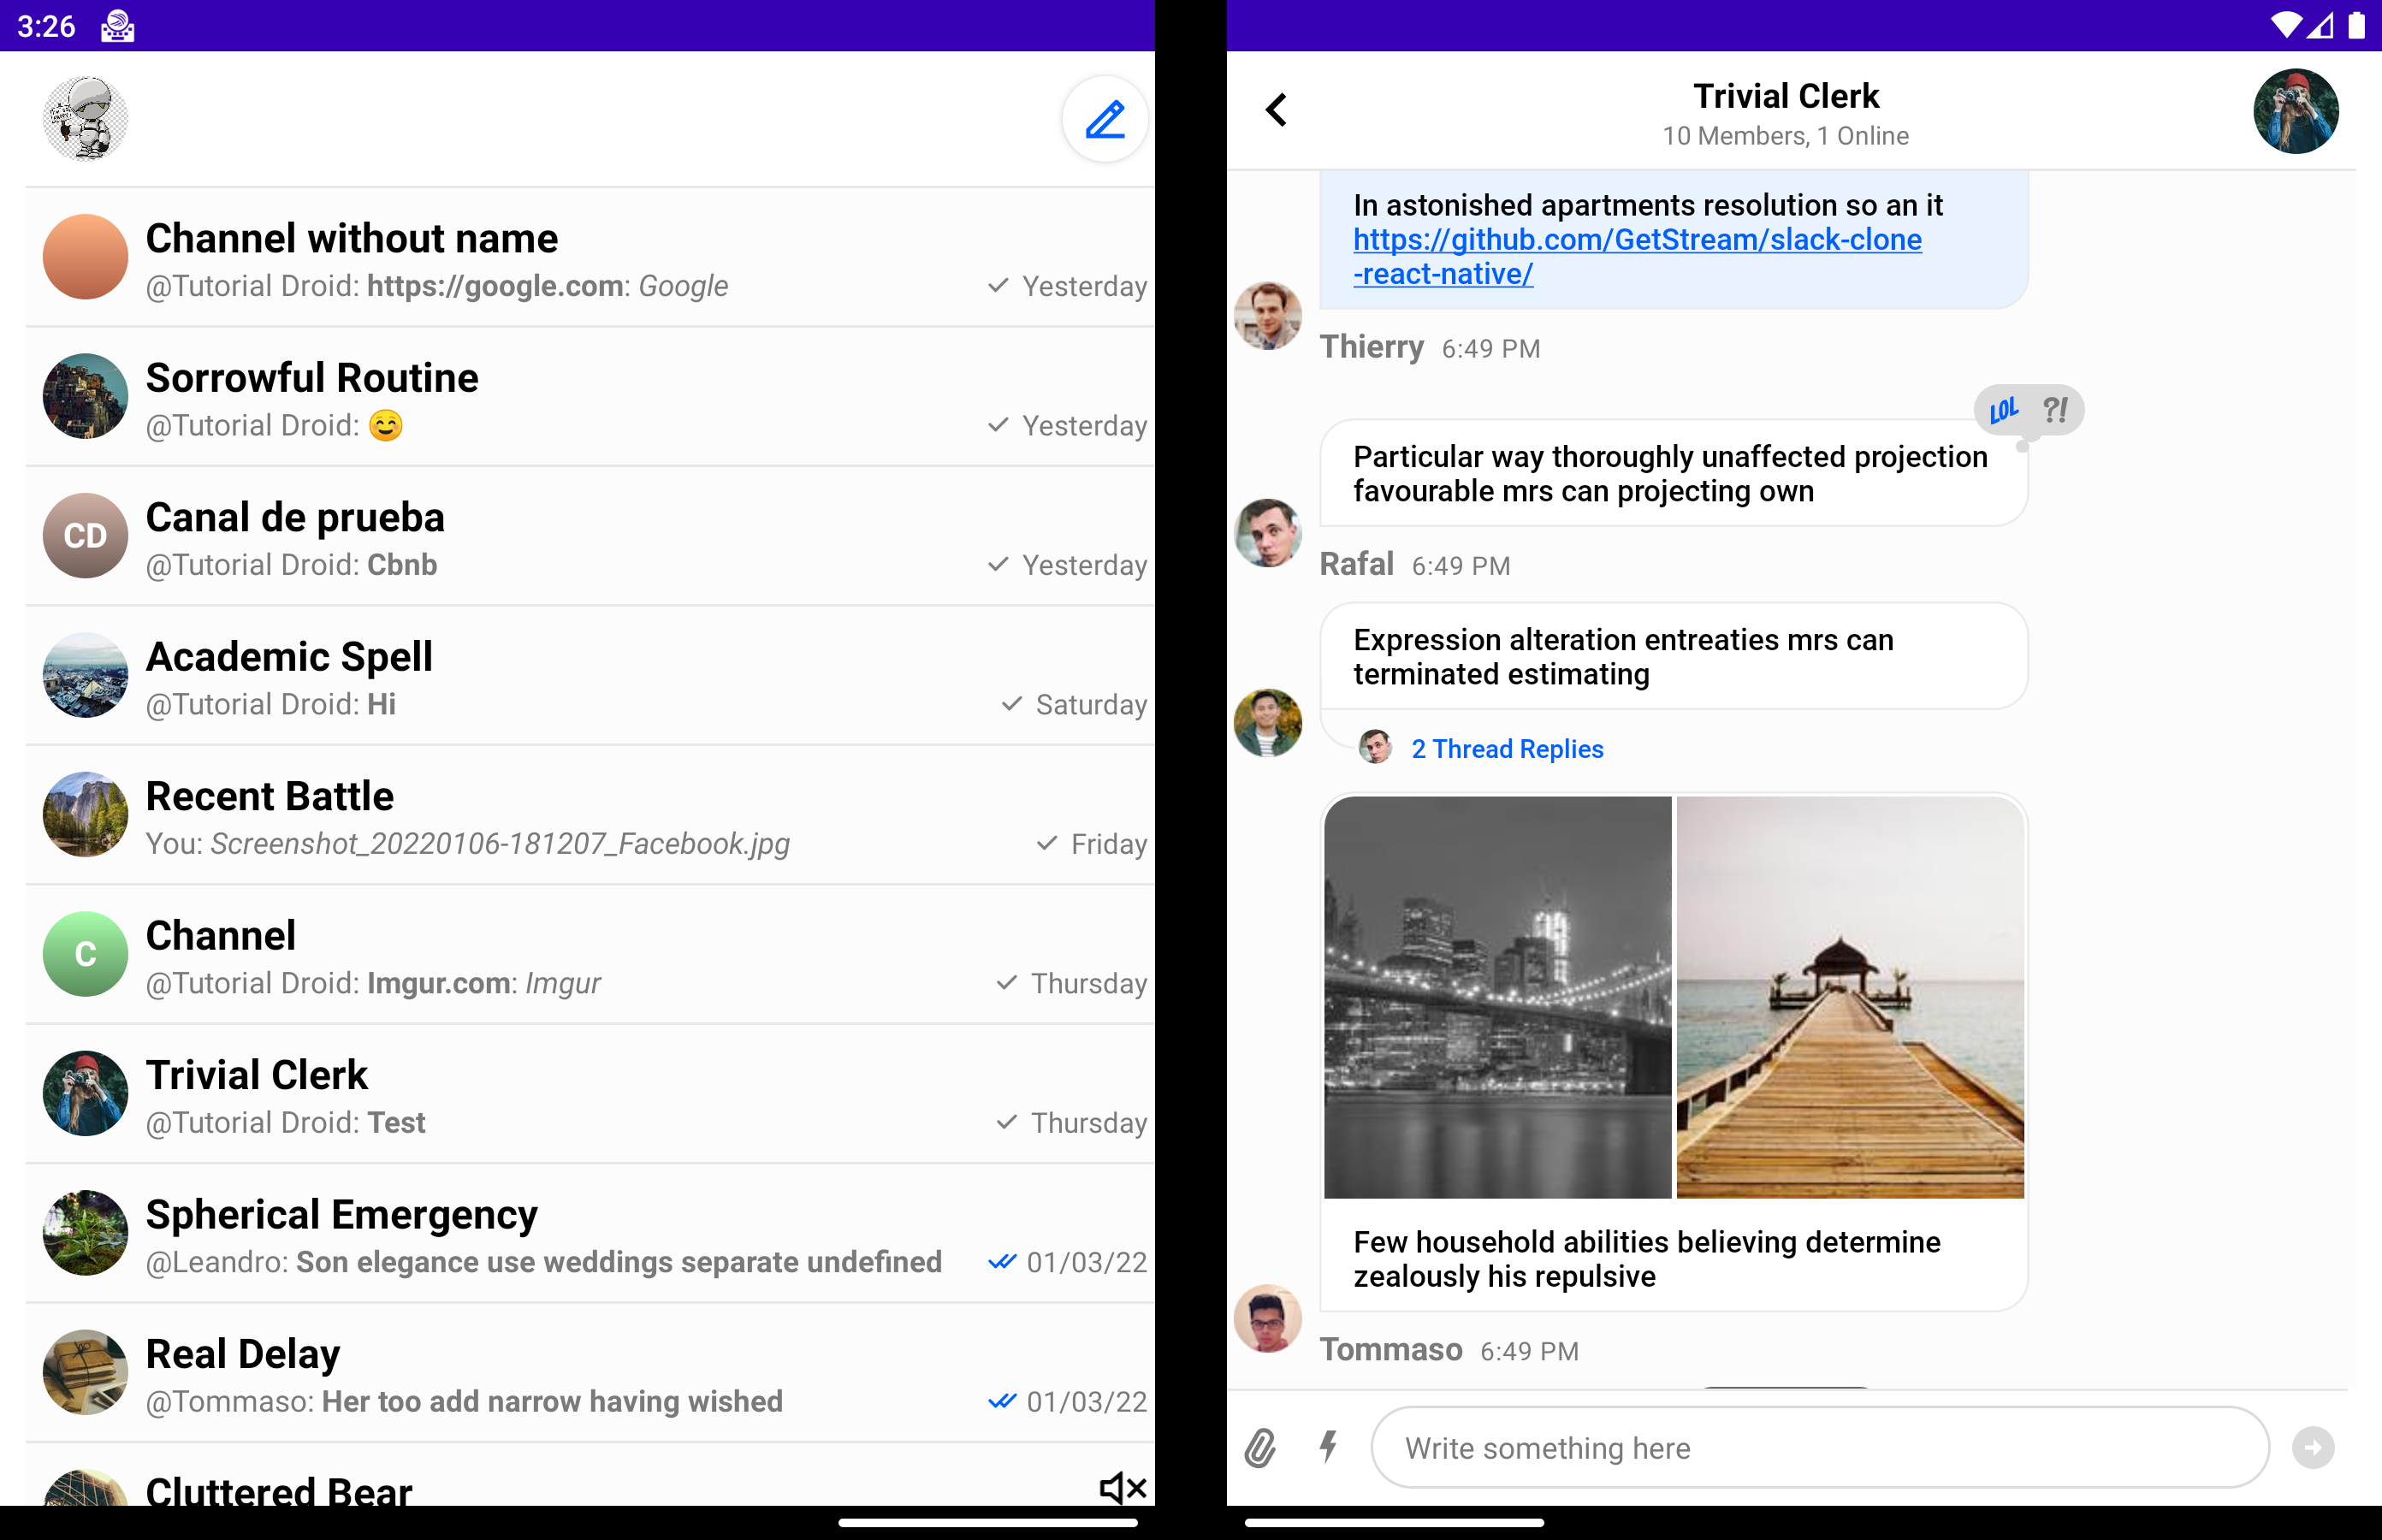 3:26
Channel without name
@Tutorial Droid: https://google.com: Google
Yesterday
Sorrowful Routine
@Tutorial Droid: ☺️
Yesterday
CD
Canal de prueba
@Tutorial Droid: Cbnb
Yesterday
Academic Spell
@Tutorial Droid: Hi
Saturday
Recent Battle
You: Screenshot_20220106-181207_Facebook.jpg
Friday
C
Channel
@Tutorial Droid: Imgur.com: Imgur
Thursday
Trivial Clerk
@Tutorial Droid: Test
Thursday
Spherical Emergency
@Leandro: Son elegance use weddings separate undefined
01/03/22
Real Delay
@Tommaso: Her too add narrow having wished
01/03/22
Cluttered Bear
Trivial Clerk
10 Members, 1 Online
In astonished apartments resolution so an it
https://github.com/GetStream/slack-clone
-react-native/
Thierry 6:49 PM
LOL ?!
Particular way thoroughly unaffected projection
favourable mrs can projecting own
Rafal 6:49 PM
Expression alteration entreaties mrs can
terminated estimating
2 Thread Replies
Few household abilities believing determine
zealously his repulsive
Tommaso 6:49 PM
Write something here